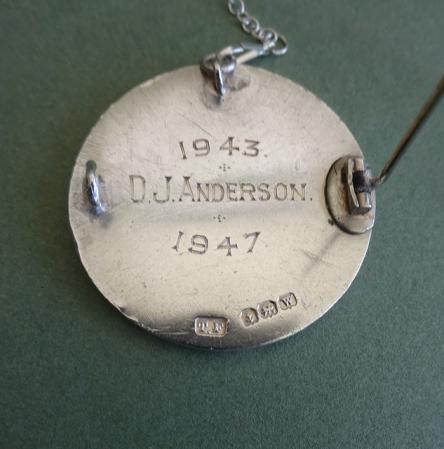 1943.
D.J. ANDERSON.
1947
T.F
W